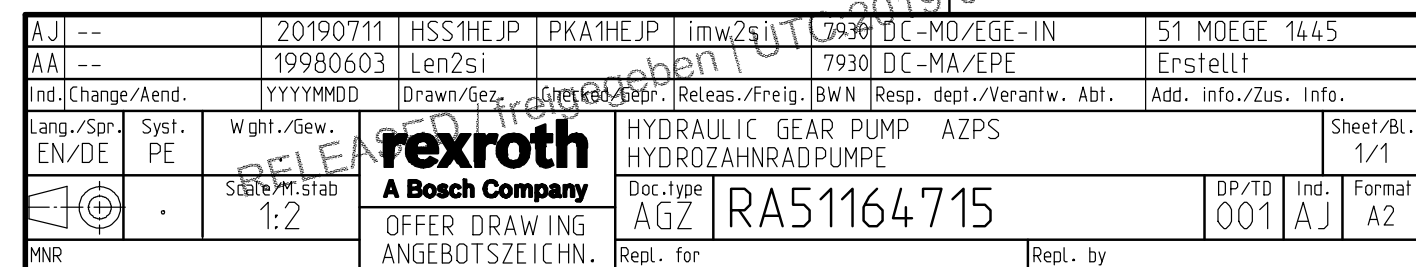 AJ -- 20190711 HSS1HEJP PKA1HEJP imw2si 7930 DC-MO/EGE-IN 51 MOEGE 1445
AA -- 19980603 Len2si 7930 DC-MA/EPE Erstellt
Ind. Change/Aend. YYYYMMDD Drawn/Gez. Checked/Gepr. Releas./Freig. BWN Resp. dept./Verantw. Abt. Add. info./Zus. Info.
Lang./Spr. Syst. Wght./Gew. rexroth HYDRAULIC GEAR PUMP AZPS Sheet/Bl.
EN/DE PE HYDROZAHNRADPUMPE 1/1
Scale/M.stab A Bosch Company Doc.type DP/TD Ind. Format
1:2 AGZ RA51164715 001 AJ A2
OFFER DRAWING
MNR ANGEBOTSZEICHN. Repl. for Repl. by
RELEASED / freigegeben | UTC:2019